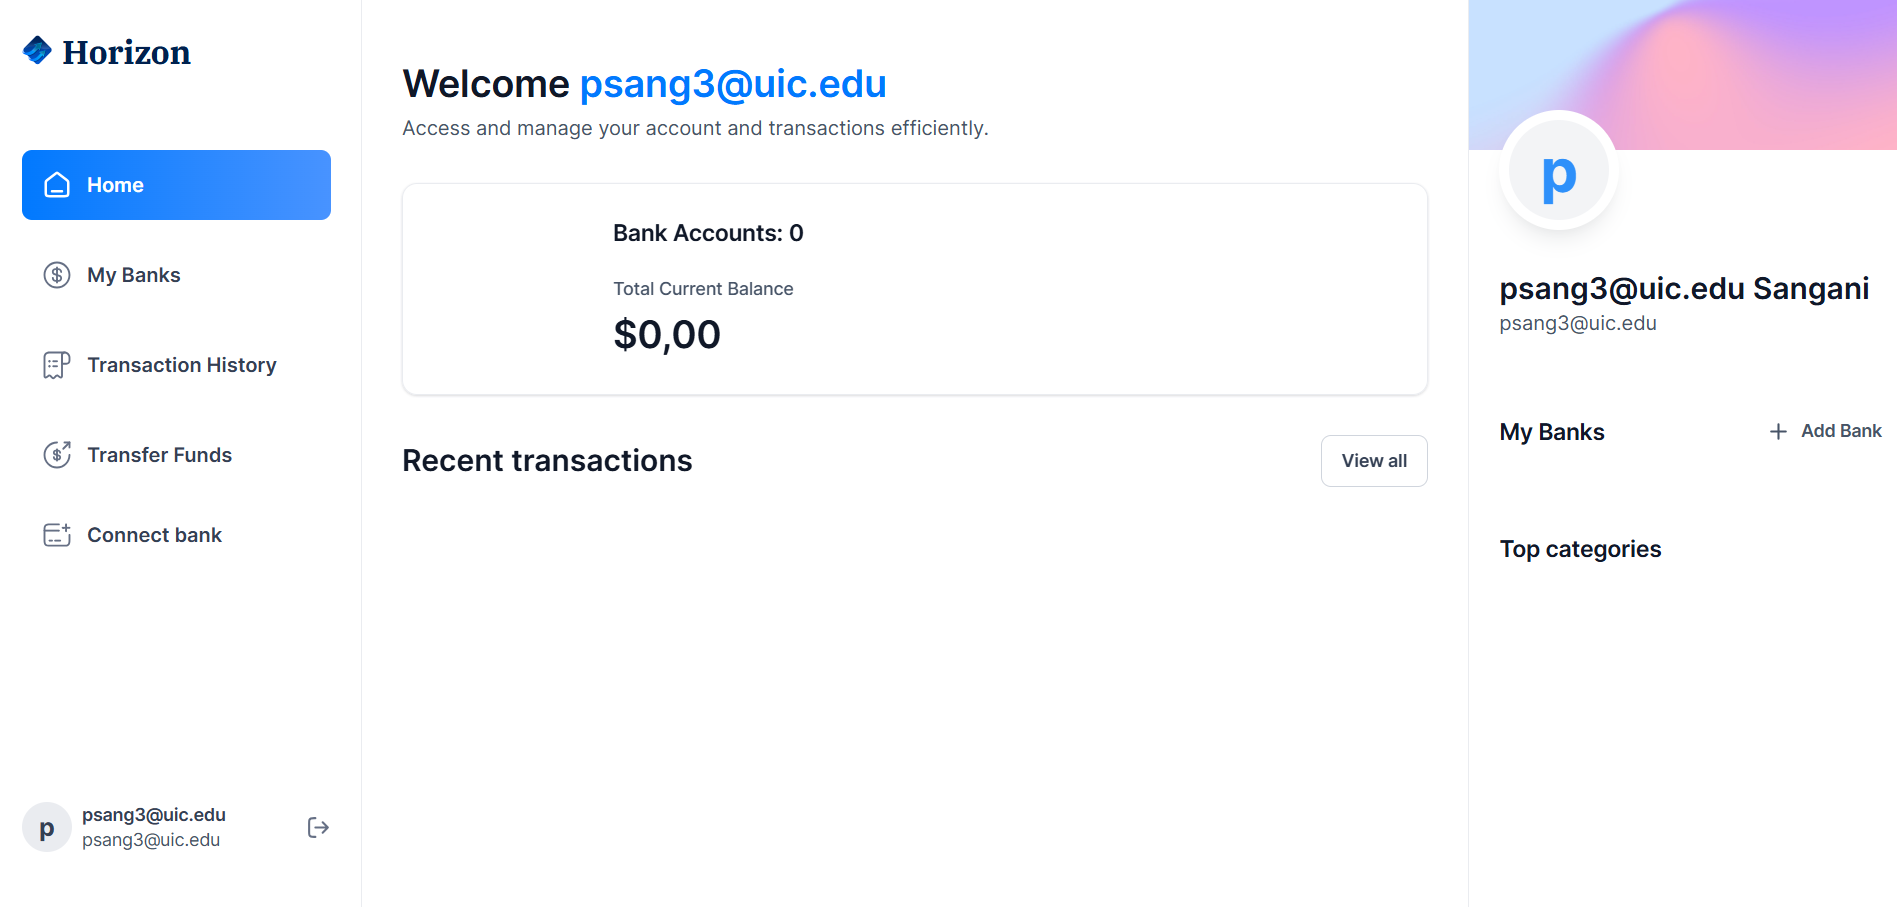 Horizon
Home
My Banks
Transaction History
Transfer Funds
Connect bank
p
psang3@uic.edu
psang3@uic.edu
Welcome psang3@uic.edu
Access and manage your account and transactions efficiently.
Bank Accounts: 0
Total Current Balance
$0,00
Recent transactions
View all
p
psang3@uic.edu Sangani
psang3@uic.edu
My Banks
Add Bank
Top categories